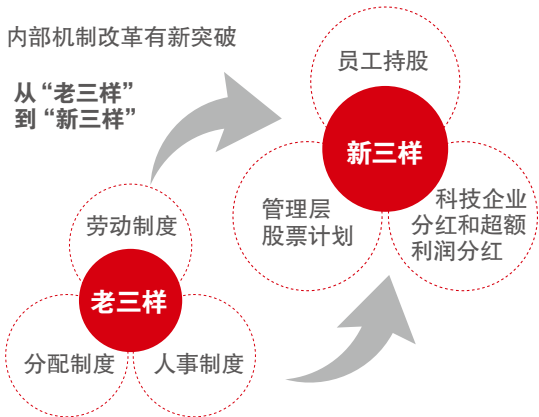 内部机制改革有新突破
从“老三样”
到“新三样”
员工持股
新三样
管理层
股票计划
科技企业
分红和超额
利润分红
劳动制度
老三样
分配制度
人事制度